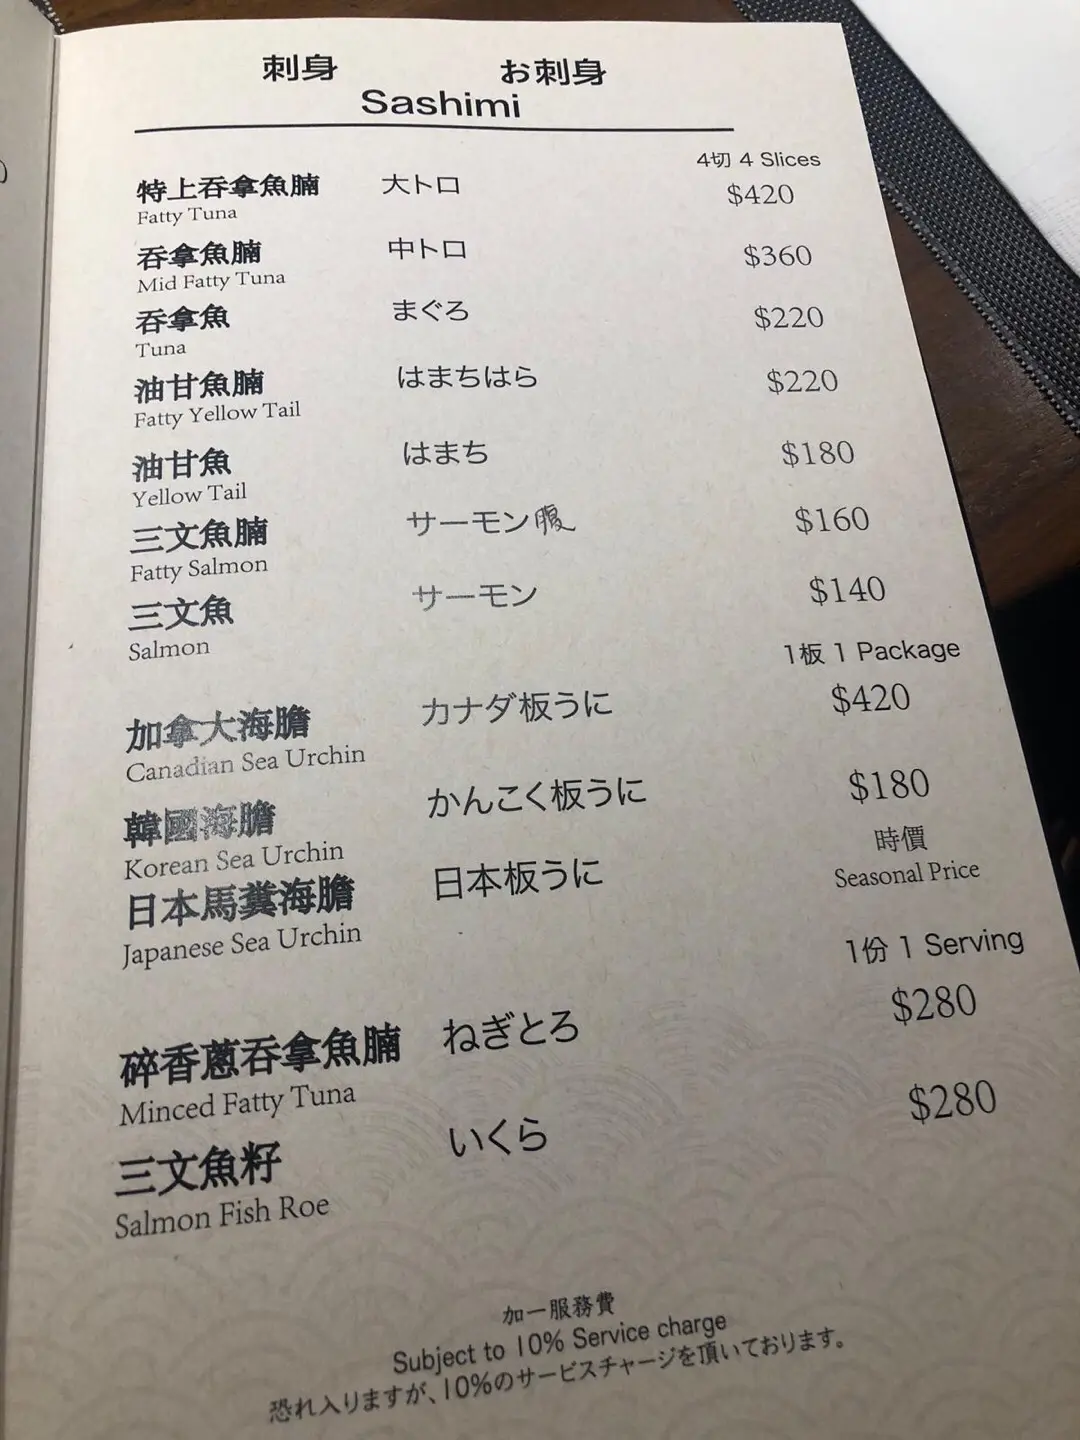 刺身 お刺身
Sashimi
4切 4 Slices
特上吞拿魚腩 大トロ $420
Fatty Tuna
吞拿魚腩 中トロ $360
Mid Fatty Tuna
吞拿魚 まぐろ $220
Tuna
油甘魚腩 はまちはら $220
Fatty Yellow Tail
油甘魚 はまち $180
Yellow Tail
三文魚腩 サーモン腹 $160
Fatty Salmon
三文魚 サーモン $140
Salmon
1板 1 Package
加拿大海膽 カナダ板うに $420
Canadian Sea Urchin
韓國海膽 かんこく板うに $180
Korean Sea Urchin
日本馬糞海膽 日本板うに 時價
Japanese Sea Urchin Seasonal Price
1份 1 Serving
碎香蔥吞拿魚腩 ねぎとろ $280
Minced Fatty Tuna
三文魚籽 いくら $280
Salmon Fish Roe
加一服務費
Subject to 10% Service charge
恐れ入りますが、10%のサービスチャージを頂いております。